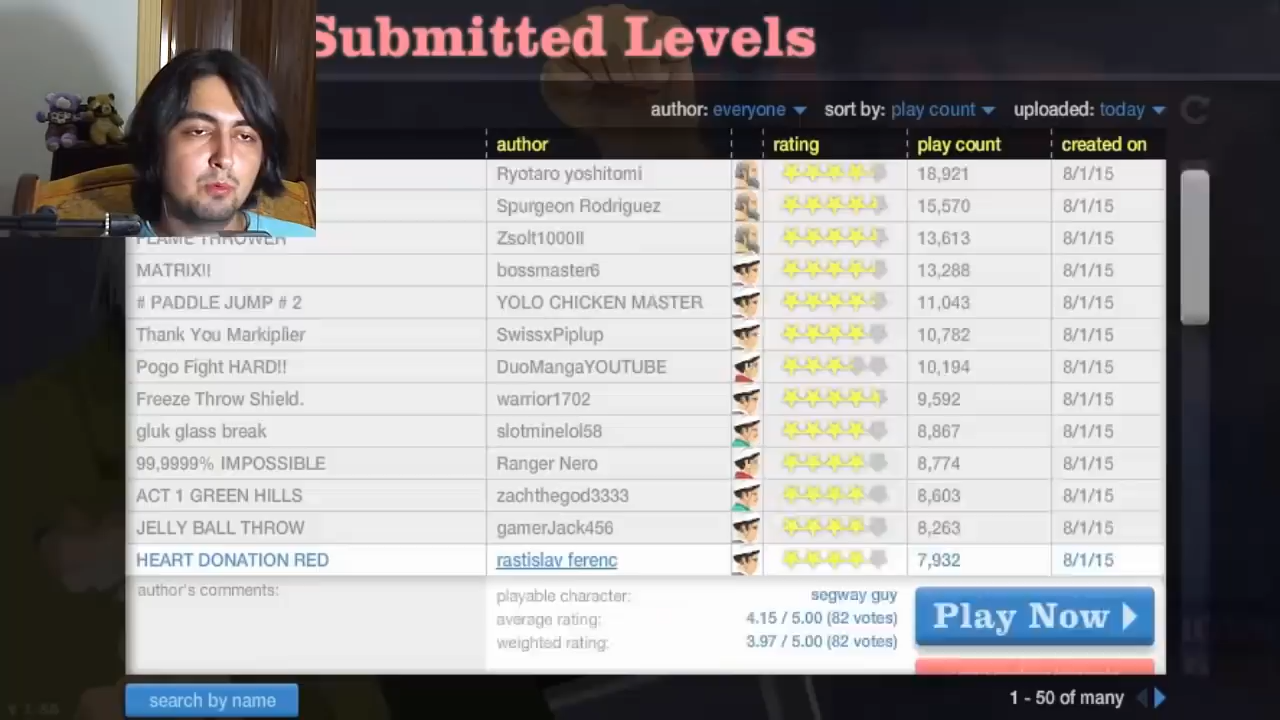 Submitted Levels
author: everyone sort by: play count uploaded: today
author rating play count created on
Ryotaro yoshitomi 18,921 8/1/15
Spurgeon Rodriguez 15,570 8/1/15
FLAME THROWER Zsolt1000ll 13,613 8/1/15
MATRIX!! bossmaster6 13,288 8/1/15
# PADDLE JUMP # 2 YOLO CHICKEN MASTER 11,043 8/1/15
Thank You Markiplier SwissxPiplup 10,782 8/1/15
Pogo Fight HARD!! DuoMangaYOUTUBE 10,194 8/1/15
Freeze Throw Shield. warrior1702 9,592 8/1/15
gluk glass break slotminelol58 8,867 8/1/15
99,9999% IMPOSSIBLE Ranger Nero 8,774 8/1/15
ACT 1 GREEN HILLS zachthegod3333 8,603 8/1/15
JELLY BALL THROW gamerJack456 8,263 8/1/15
HEART DONATION RED rastislav ferenc 7,932 8/1/15
author's comments: playable character: segway guy
average rating: 4.15 / 5.00 (82 votes)
weighted rating: 3.97 / 5.00 (82 votes)
Play Now
search by name 1 - 50 of many